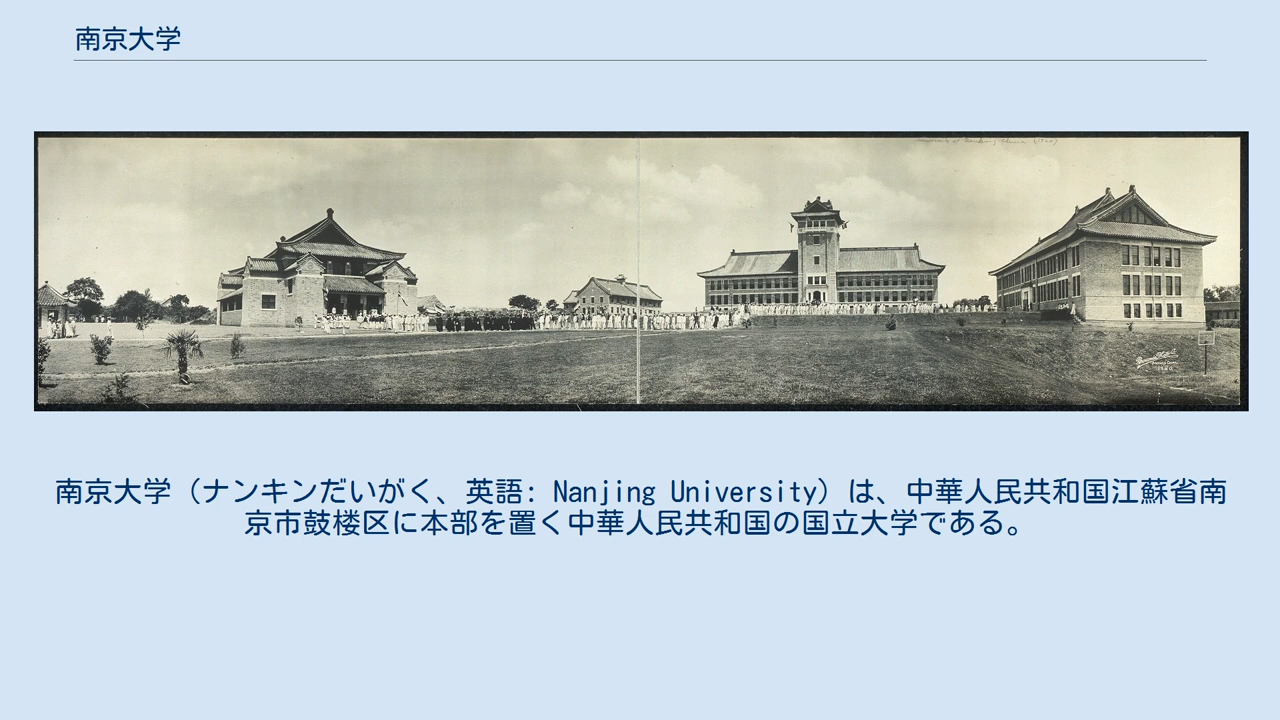 南京大学
南京大学（ナンキンだいがく、英語: Nanjing University）は、中華人民共和国江蘇省南
京市鼓楼区に本部を置く中華人民共和国の国立大学である。